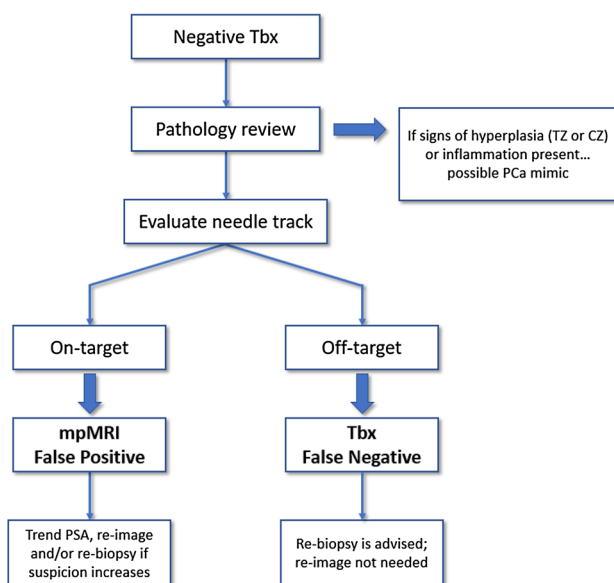 Negative Tbx
Pathology review
If signs of hyperplasia (TZ or CZ)
or inflammation present...
possible PCa mimic
Evaluate needle track
On-target
Off-target
mpMRI
False Positive
Tbx
False Negative
Trend PSA, re-image
and/or re-biopsy if
suspicion increases
Re-biopsy is advised;
re-image not needed